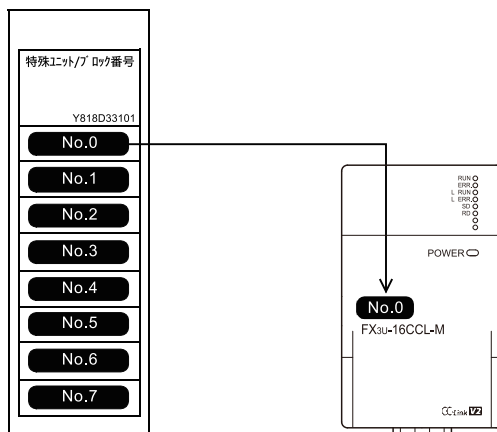 特殊ユニット/ブロック番号
Y818D33101
No.0
No.1
No.2
No.3
No.4
No.5
No.6
No.7
RUN
ERR.
L RUN
L ERR.
SD
RD
POWER
No.0
FX3U-16CCL-M
CC-Link V2